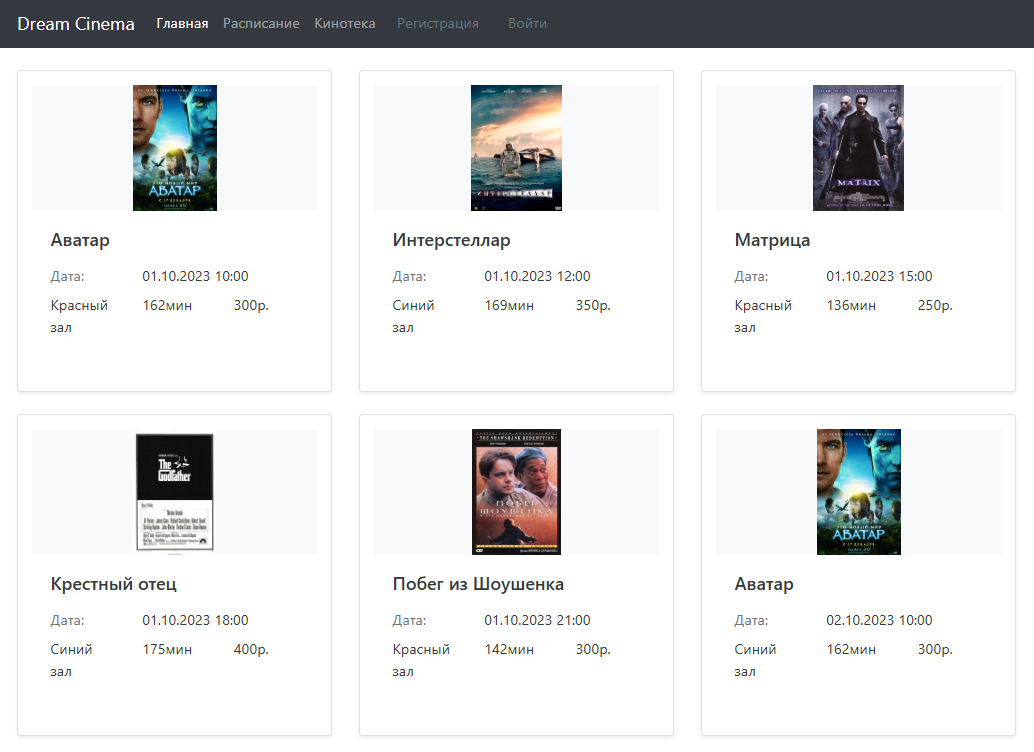 Dream Cinema Главная Расписание Кинотека Регистрация Войти
АВАТАР
С 17 ДЕКАБРЯ
ИНТЕРСТЕЛЛАР
MATRIX
Аватар
Дата: 01.10.2023 10:00
Красный 162мин 300р.
зал
Интерстеллар
Дата: 01.10.2023 12:00
Синий 169мин 350р.
зал
Матрица
Дата: 01.10.2023 15:00
Красный 136мин 250р.
зал
The
Godfather
THE SHAWSHANK REDEMPTION
ПОБЕГ
ШОУШЕНКА
АВАТАР
С 17 ДЕКАБРЯ
Крестный отец
Дата: 01.10.2023 18:00
Синий 175мин 400р.
зал
Побег из Шоушенка
Дата: 01.10.2023 21:00
Красный 142мин 300р.
зал
Аватар
Дата: 02.10.2023 10:00
Синий 162мин 300р.
зал